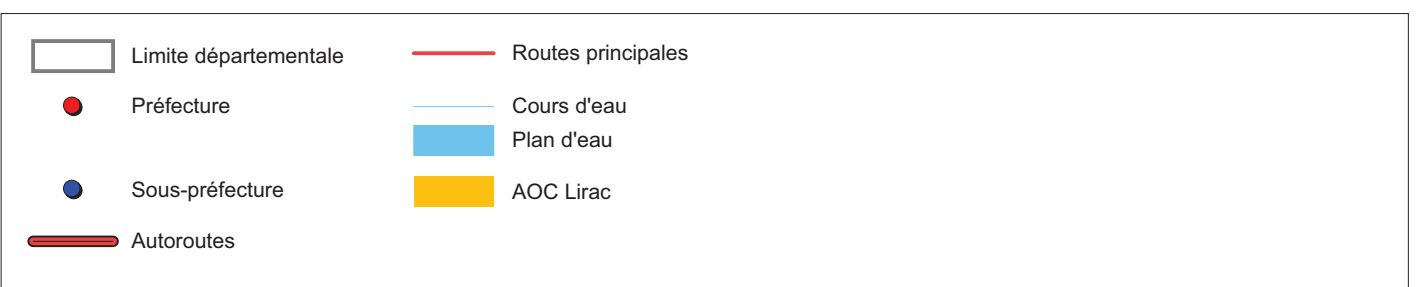 Limite départementale
Préfecture
Sous-préfecture
Autoroutes
Routes principales
Cours d'eau
Plan d'eau
AOC Lirac